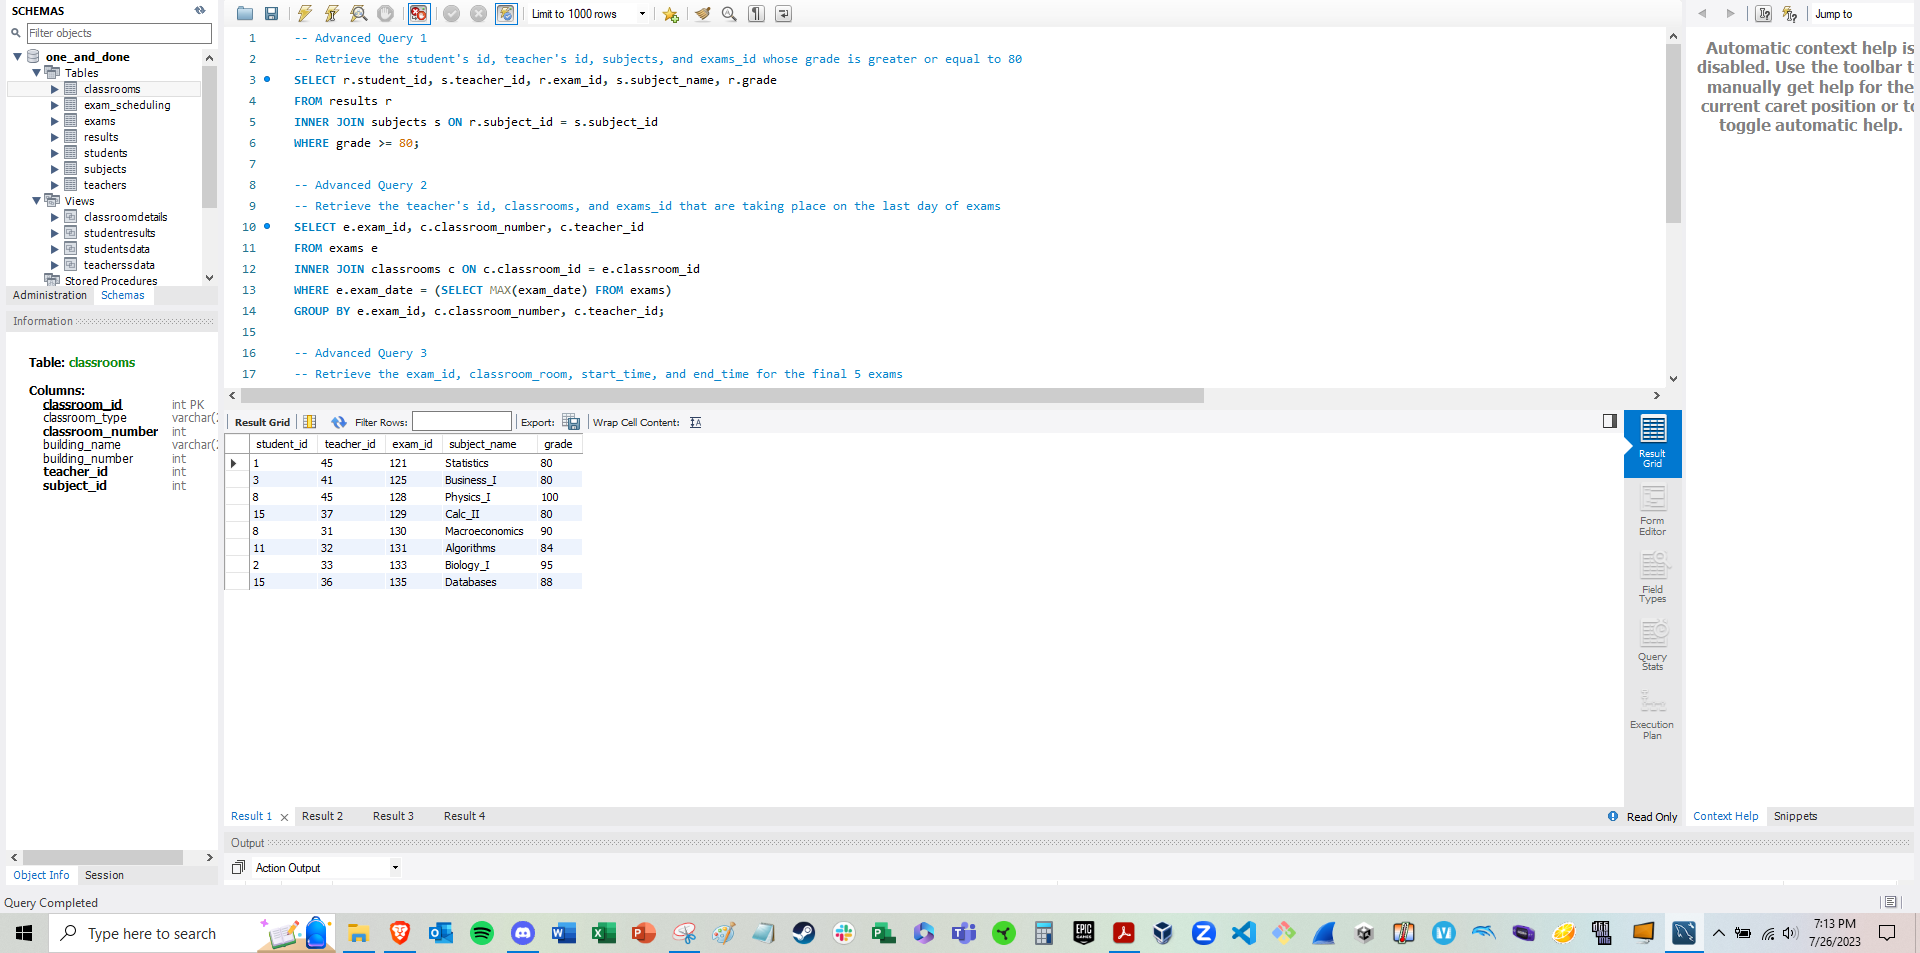 SCHEMAS
Filter objects
one_and_done
Tables
classrooms
exam_scheduling
exams
results
students
subjects
teachers
Views
classroomdetails
studentresults
studentsdata
teacherssdata
Stored Procedures
Administration Schemas
Information
Table: classrooms
Columns:
classroom_id int PK
classroom_type varchar(
classroom_number int
building_name varchar(
building_number int
teacher_id int
subject_id int
Object Info Session
Query Completed
Limit to 1000 rows
1 -- Advanced Query 1
2 -- Retrieve the student's id, teacher's id, subjects, and exams_id whose grade is greater or equal to 80
3 SELECT r.student_id, s.teacher_id, r.exam_id, s.subject_name, r.grade
4 FROM results r
5 INNER JOIN subjects s ON r.subject_id = s.subject_id
6 WHERE grade >= 80;
7
8 -- Advanced Query 2
9 -- Retrieve the teacher's id, classrooms, and exams_id that are taking place on the last day of exams
10 SELECT e.exam_id, c.classroom_number, c.teacher_id
11 FROM exams e
12 INNER JOIN classrooms c ON c.classroom_id = e.classroom_id
13 WHERE e.exam_date = (SELECT MAX(exam_date) FROM exams)
14 GROUP BY e.exam_id, c.classroom_number, c.teacher_id;
15
16 -- Advanced Query 3
17 -- Retrieve the exam_id, classroom_room, start_time, and end_time for the final 5 exams
Result Grid Filter Rows: Export: Wrap Cell Content:
student_id teacher_id exam_id subject_name grade
1 45 121 Statistics 80
3 41 125 Business_I 80
8 45 128 Physics_I 100
15 37 129 Calc_II 80
8 31 130 Macroeconomics 90
11 32 131 Algorithms 84
2 33 133 Biology_I 95
15 36 135 Databases 88
Result
Grid
Form
Editor
Field
Types
Query
Stats
Execution
Plan
Result 1 Result 2 Result 3 Result 4
Read Only
Output
Action Output
Jump to
Automatic context help is
disabled. Use the toolbar t
manually get help for the
current caret position or to
toggle automatic help.
Context Help Snippets
Type here to search
EPIC
GAMES
7:13 PM
7/26/2023